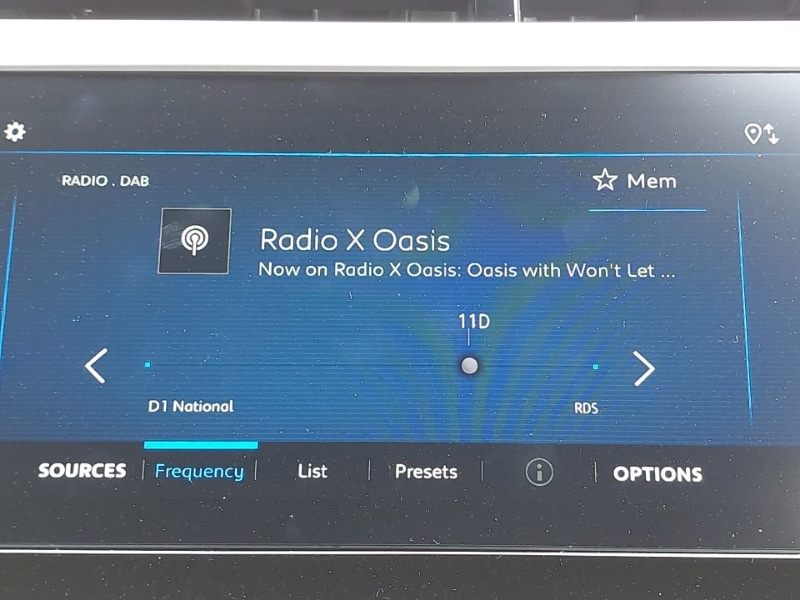 RADIO . DAB
Mem
Radio X Oasis
Now on Radio X Oasis: Oasis with Won't Let ...
11D
D1 National
RDS
SOURCES Frequency List Presets i OPTIONS